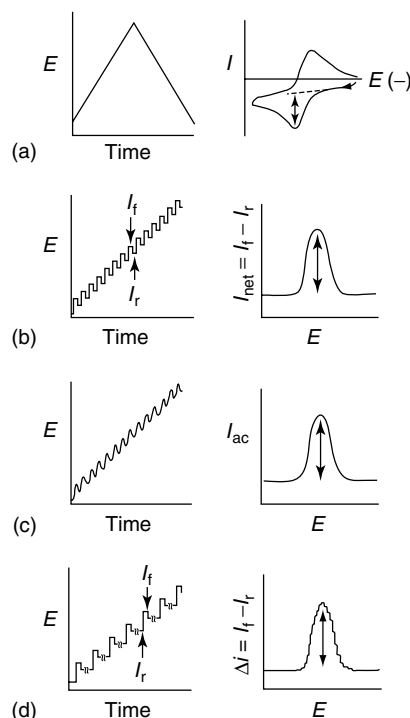 E
I
E (–)
(a)
Time
I_f
E
I_r
I_net = I_f – I_r
(b)
Time
E
E
I_ac
(c)
Time
E
I_f
E
I_r
Δi = I_f–I_r
(d)
Time
E